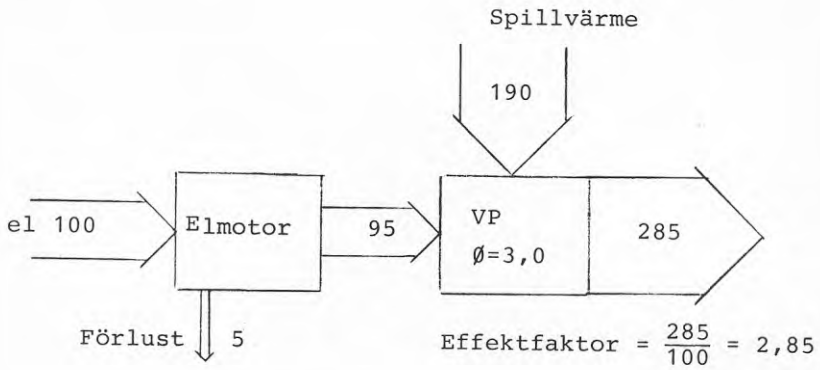 Spillvärme
190
el 100
Elmotor
95
VP
Ø=3,0
285
Förlust 5
Effektfaktor = 285/100 = 2,85